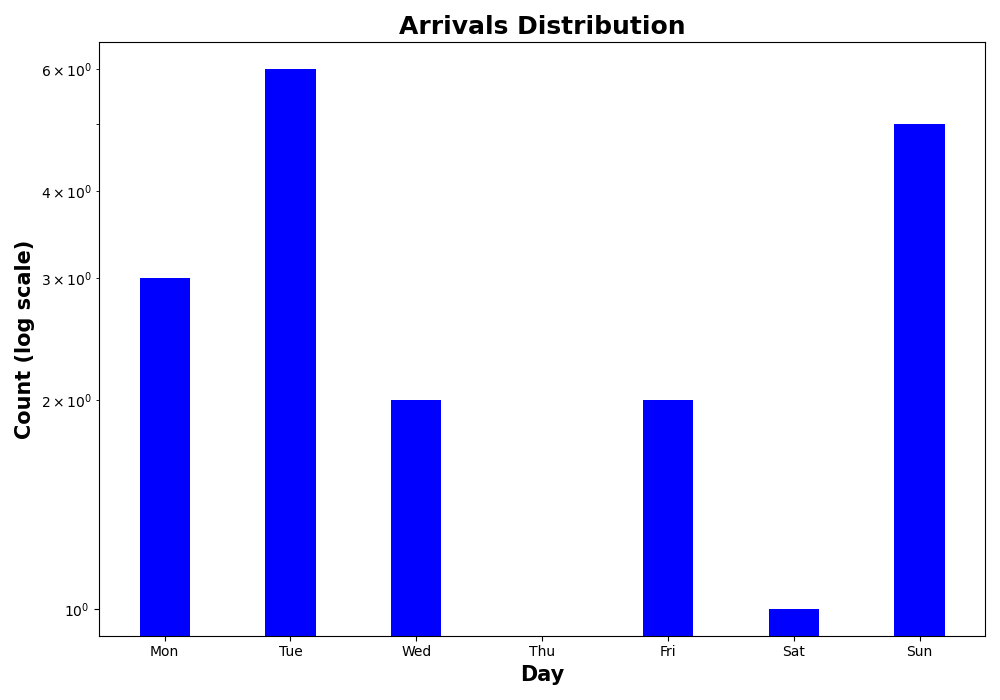 Arrivals Distribution
6 × 10⁰
4 × 10⁰
3 × 10⁰
2 × 10⁰
10⁰
Count (log scale)
Mon Tue Wed Thu Fri Sat Sun
Day